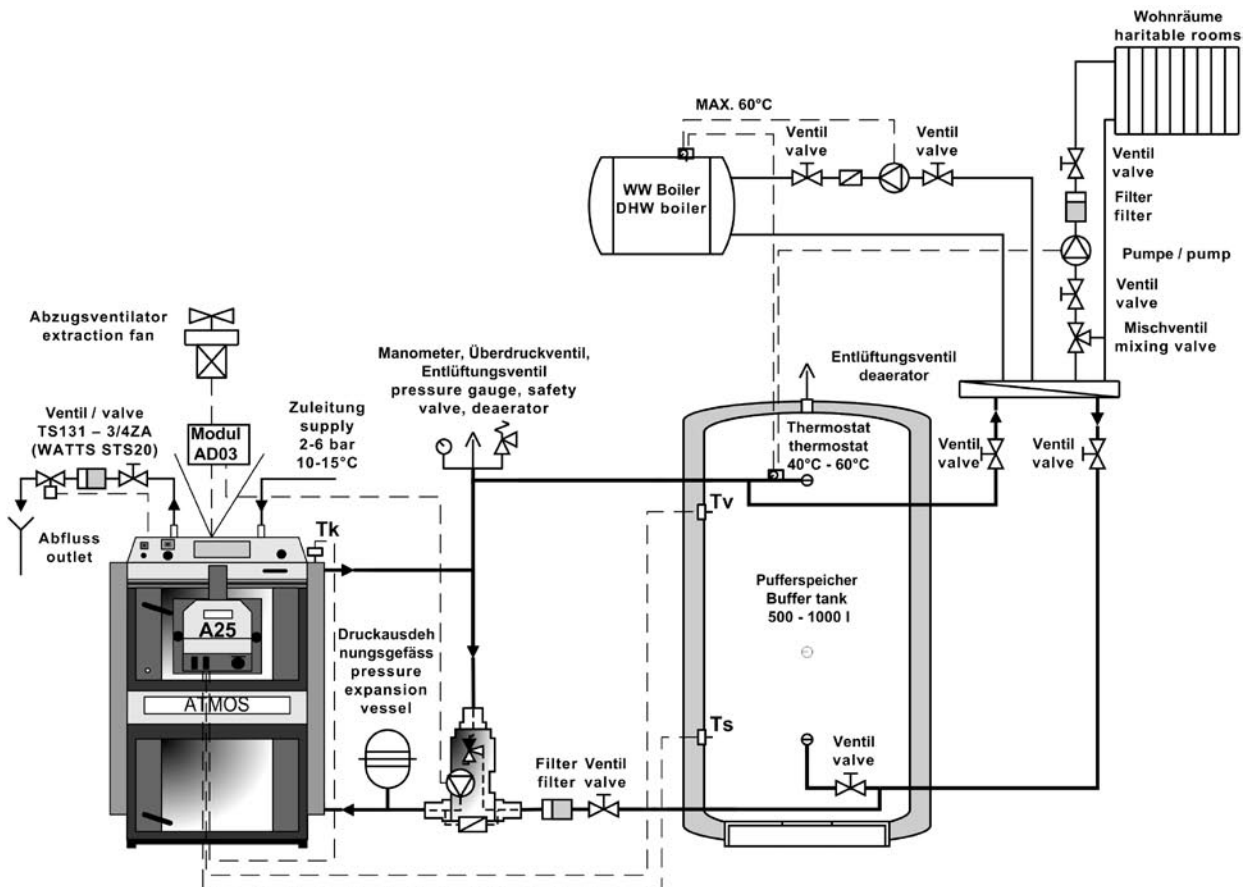 Wohnräume
haritable rooms
MAX. 60°C
Ventil
valve
Ventil
valve
WW Boiler
DHW boiler
Ventil
valve
Filter
filter
Pumpe / pump
Ventil
valve
Mischventil
mixing valve
Abzugsventilator
extraction fan
Manometer, Überdruckventil,
Entlüftungsventil
pressure gauge, safety
valve, deaerator
Entlüftungsventil
deaerator
Ventil / valve
TS131 – 3/4ZA
(WATTS STS20)
Modul
AD03
Zuleitung
supply
2-6 bar
10-15°C
Thermostat
thermostat
40°C - 60°C
Ventil
valve
Ventil
valve
Tv
Abfluss
outlet
Tk
Pufferspeicher
Buffer tank
500 - 1000 l
A25
ATMOS
Druckausdeh
nungsgefäss
pressure
expansion
vessel
Ts
Filter
filter
Ventil
valve
Ventil
valve